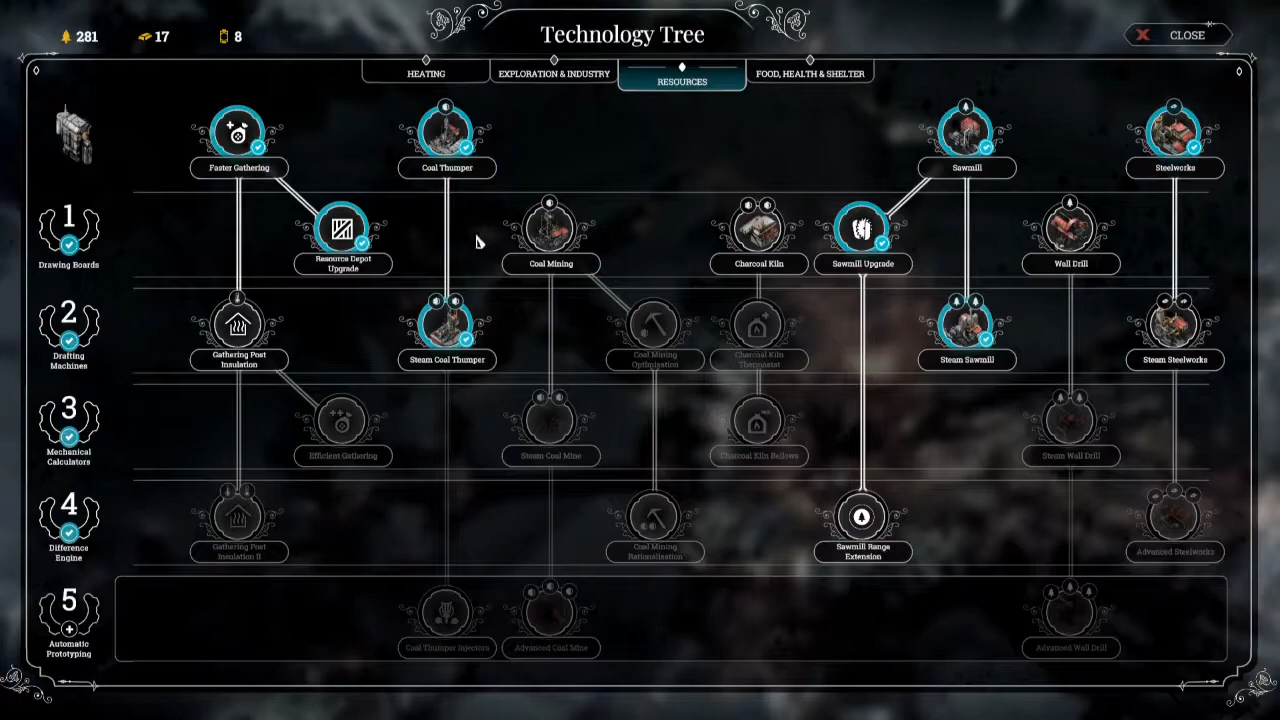 281
17
8
Technology Tree
CLOSE
HEATING
EXPLORATION & INDUSTRY
RESOURCES
FOOD, HEALTH & SHELTER
Faster Gathering
Coal Thumper
Sawmill
Steelworks
1
Drawing Boards
Resource Depot
Upgrade
Coal Mining
Charcoal Kiln
Sawmill Upgrade
Wall Drill
2
Drafting
Machines
Gathering Post
Insulation
Steam Coal Thumper
Coal Mining
Optimisation
Charcoal Kiln
Thermostat
Steam Sawmill
Steam Steelworks
3
Mechanical
Calculators
Efficient Gathering
Steam Coal Mine
Charcoal Kiln Bellows
Steam Wall Drill
4
Difference
Engine
Gathering Post
Insulation II
Coal Mining
Rationalisation
Sawmill Range
Extension
Advanced Steelworks
5
Automatic
Prototyping
Coal Thumper Injectors
Advanced Coal Mine
Advanced Wall Drill